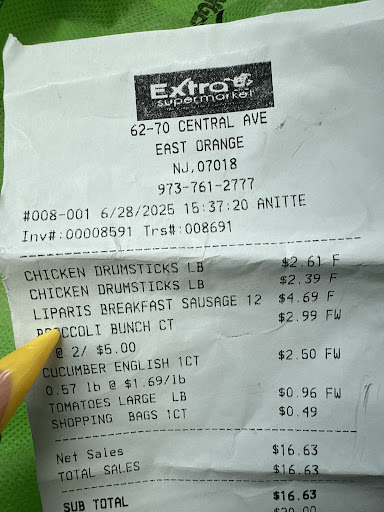 Extra
supermarket
62-70 CENTRAL AVE
EAST ORANGE
NJ,07018
973-761-2777
#008-001 6/28/2025 15:37:20 ANITTE
Inv#:00008591 Trs#:008691
CHICKEN DRUMSTICKS LB $2.61 F
CHICKEN DRUMSTICKS LB $2.39 F
LIPARIS BREAKFAST SAUSAGE 12 $4.69 F
BROCCOLI BUNCH CT $2.99 FW
@ 2/ $5.00
CUCUMBER ENGLISH 1CT $2.50 FW
0.57 lb @ $1.69/lb
TOMATOES LARGE LB $0.96 FW
SHOPPING BAGS 1CT $0.49
Net Sales $16.63
TOTAL SALES $16.63
SUB TOTAL $16.63
$20.00